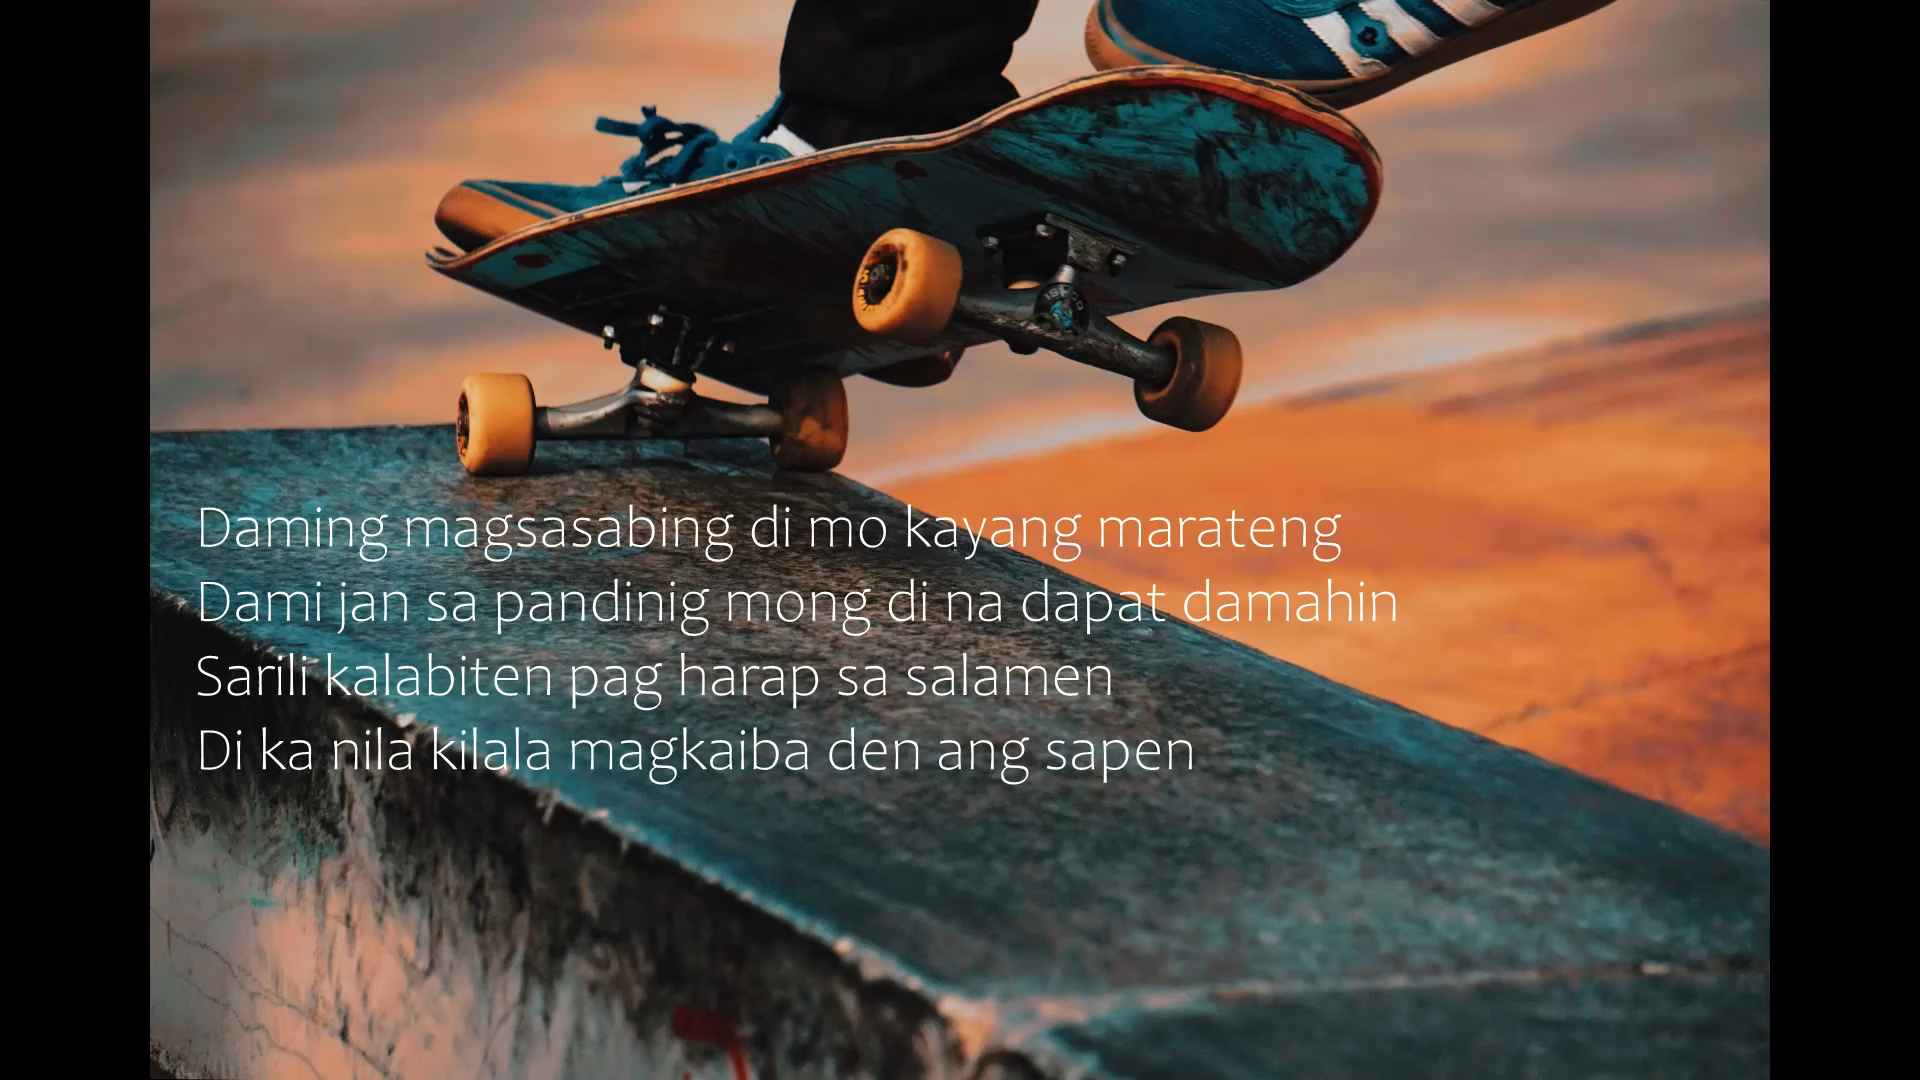 Daming magsasabing di mo kayang marateng
Dami jan sa pandinig mong di na dapat damahin
Sarili kalabiten pag harap sa salamen
Di ka nila kilala magkaiba den ang sapen